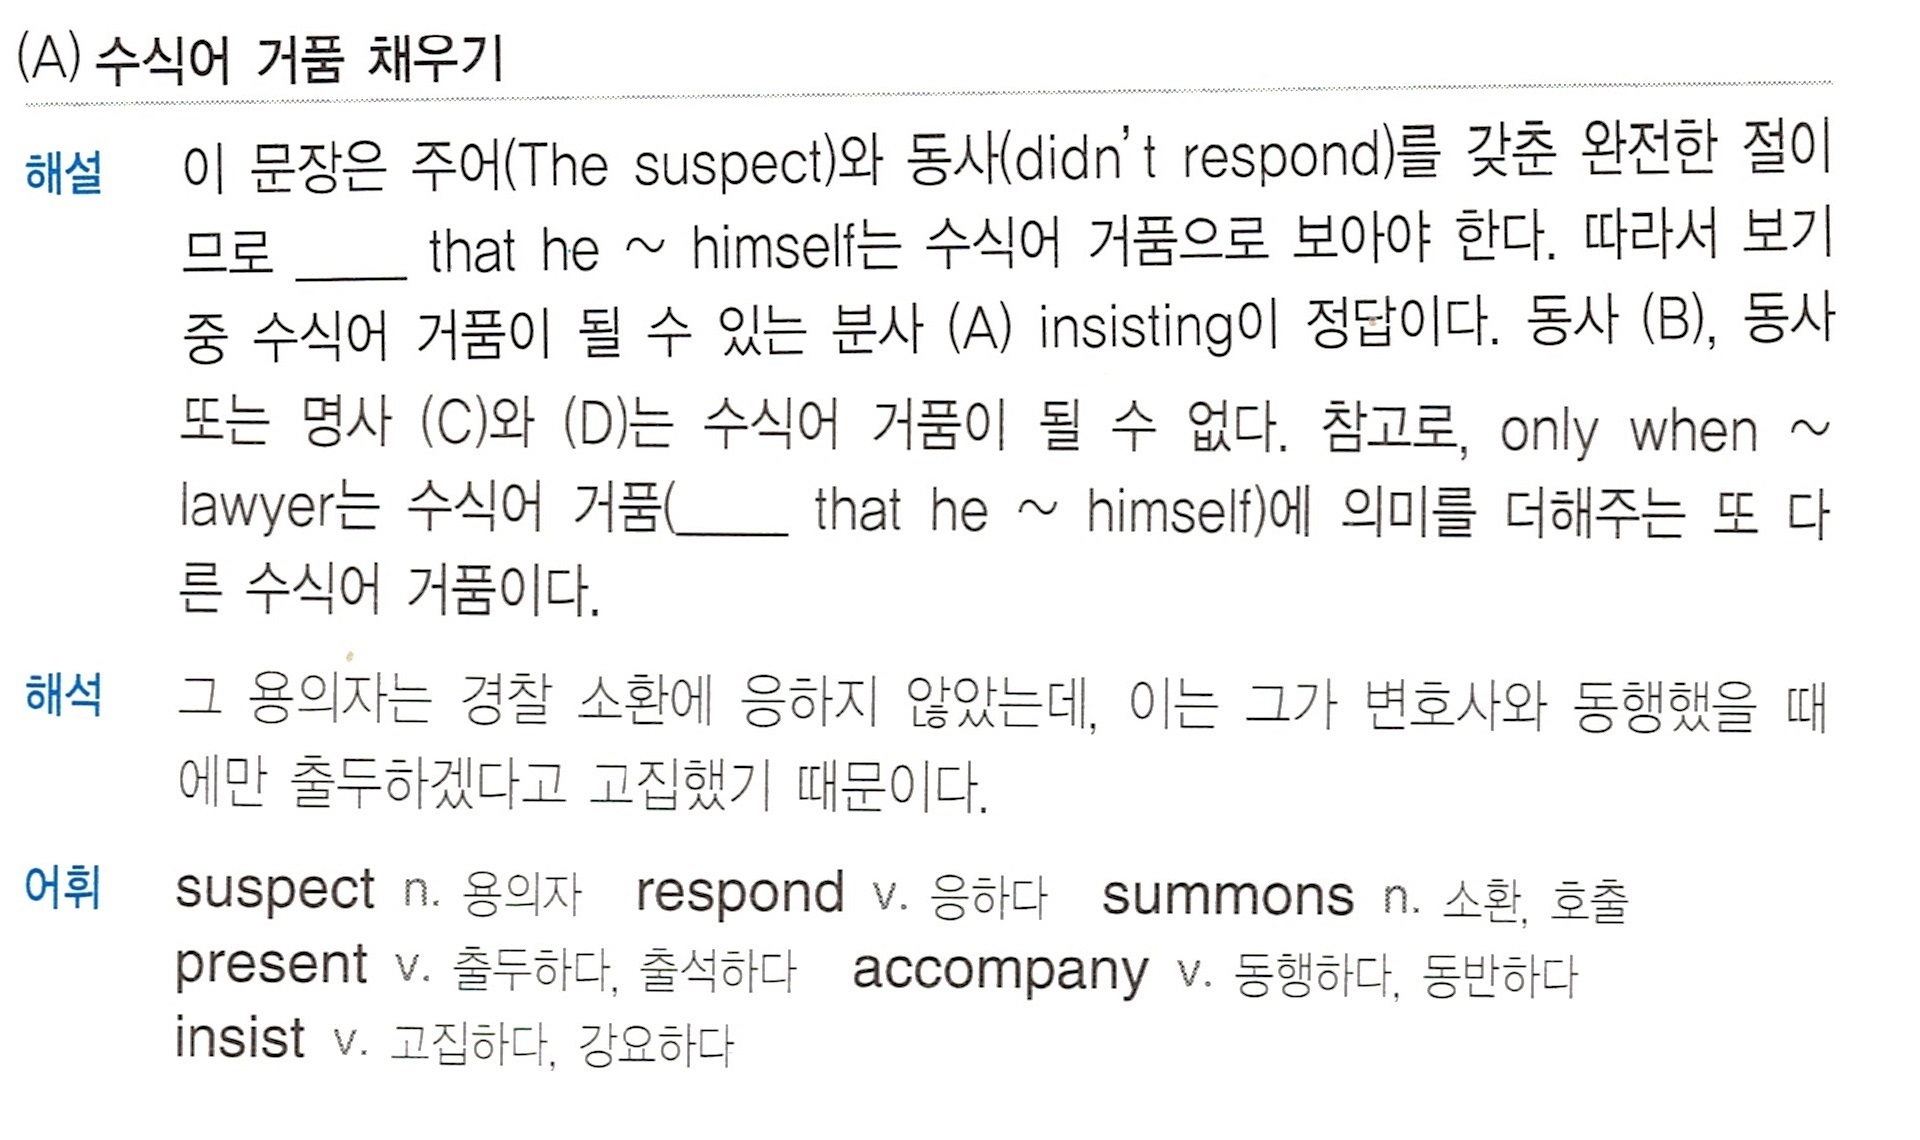 (A) 수식어 거품 채우기
해설 이 문장은 주어(The suspect)와 동사(didn't respond)를 갖춘 완전한 절이
므로 ____ that he ~ himself는 수식어 거품으로 보아야 한다. 따라서 보기
중 수식어 거품이 될 수 있는 분사 (A) insisting이 정답이다. 동사 (B), 동사
또는 명사 (C)와 (D)는 수식어 거품이 될 수 없다. 참고로, only when ~
lawyer는 수식어 거품(____ that he ~ himself)에 의미를 더해주는 또 다
른 수식어 거품이다.
해석 그 용의자는 경찰 소환에 응하지 않았는데, 이는 그가 변호사와 동행했을 때
에만 출두하겠다고 고집했기 때문이다.
어휘 suspect n. 용의자 respond v. 응하다 summons n. 소환, 호출
present v. 출두하다, 출석하다 accompany v. 동행하다, 동반하다
insist v. 고집하다, 강요하다